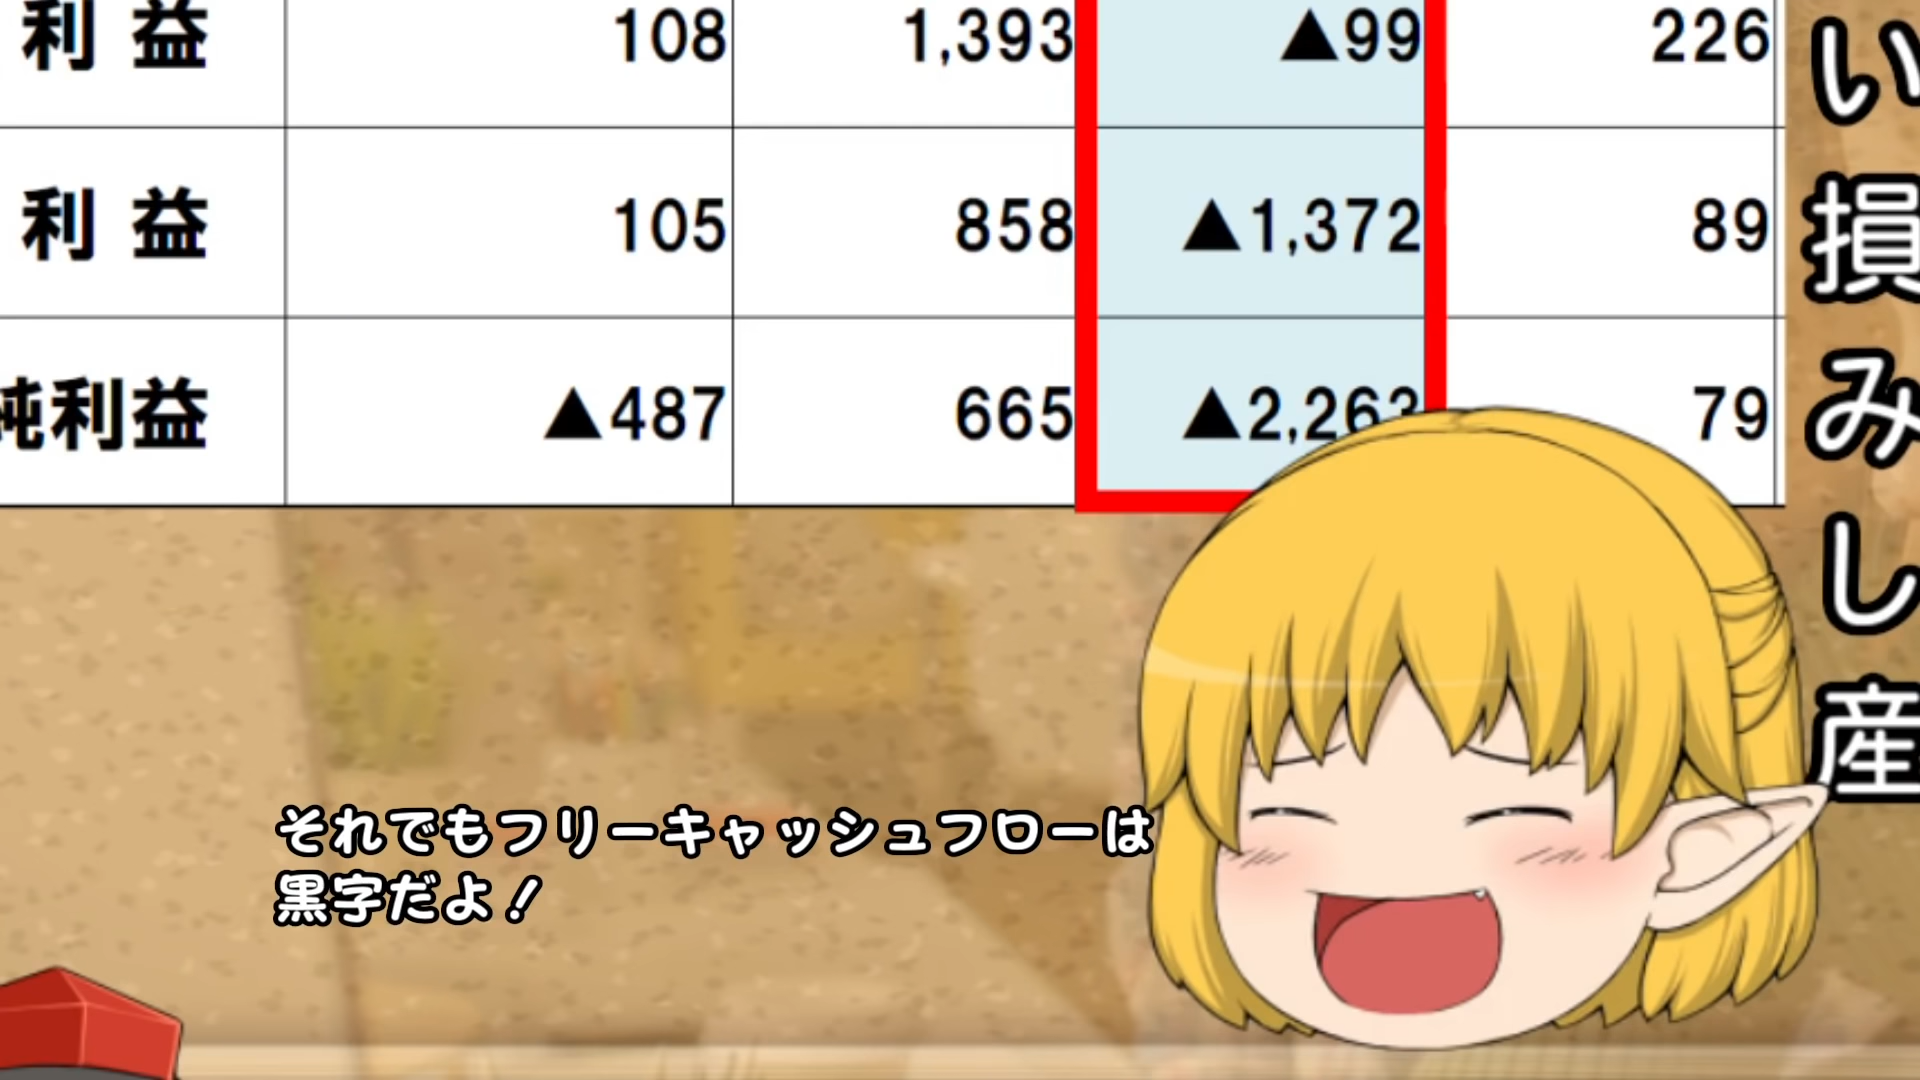 利益 108 1,393 ▲99 226
利益 105 858 ▲1,372 89
純利益 ▲487 665 ▲2,263 79
い損みし産
それでもフリーキャッシュフローは
黒字だよ！